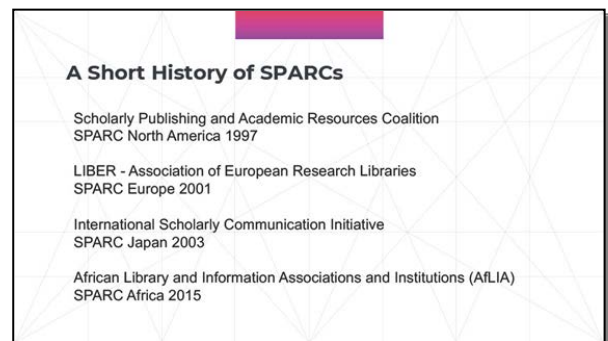 A Short History of SPARCs
Scholarly Publishing and Academic Resources Coalition
SPARC North America 1997
LIBER - Association of European Research Libraries
SPARC Europe 2001
International Scholarly Communication Initiative
SPARC Japan 2003
African Library and Information Associations and Institutions (AfLIA)
SPARC Africa 2015